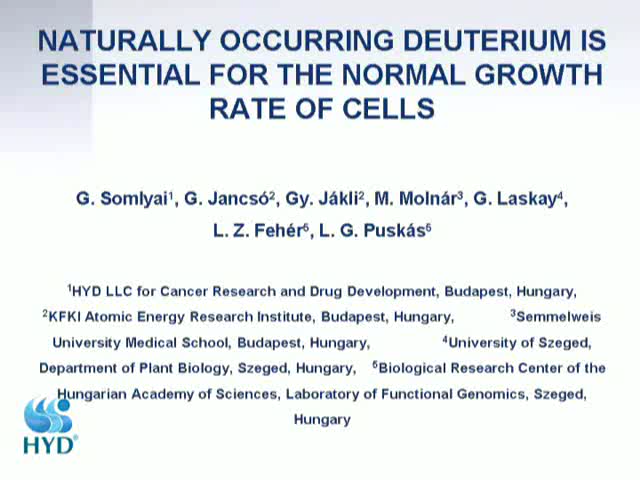 NATURALLY OCCURRING DEUTERIUM IS
ESSENTIAL FOR THE NORMAL GROWTH
RATE OF CELLS
G. Somlyai¹, G. Jancsó², Gy. Jákli², M. Molnár³, G. Laskay⁴,
L. Z. Fehér⁵, L. G. Puskás⁵
¹HYD LLC for Cancer Research and Drug Development, Budapest, Hungary,
²KFKI Atomic Energy Research Institute, Budapest, Hungary, ³Semmelweis
University Medical School, Budapest, Hungary, ⁴University of Szeged,
Department of Plant Biology, Szeged, Hungary, ⁵Biological Research Center of the
Hungarian Academy of Sciences, Laboratory of Functional Genomics, Szeged,
Hungary
HYD®